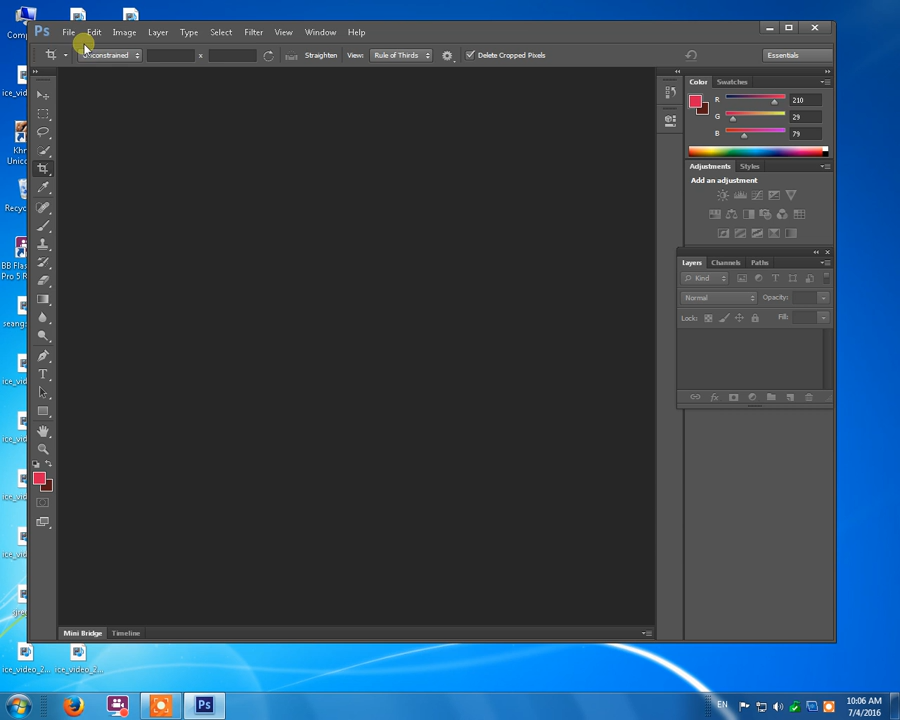 Comp
Ps File Edit Image Layer Type Select Filter View Window Help
Unconstrained x Straighten View: Rule of Thirds Delete Cropped Pixels Essentials
ice_vid
Color Swatches
R 210
G 29
B 79
Khr
Unico
Adjustments Styles
Add an adjustment
Recyc
BB Flas
Pro 5 R
Layers Channels Paths
Kind
Normal Opacity:
Lock: Fill:
seang
ice_vid
ice_vid
ice_vid
ice_vid
Mini Bridge Timeline
ice_video_2... ice_video_2...
Ps EN 10:06 AM
7/4/2016